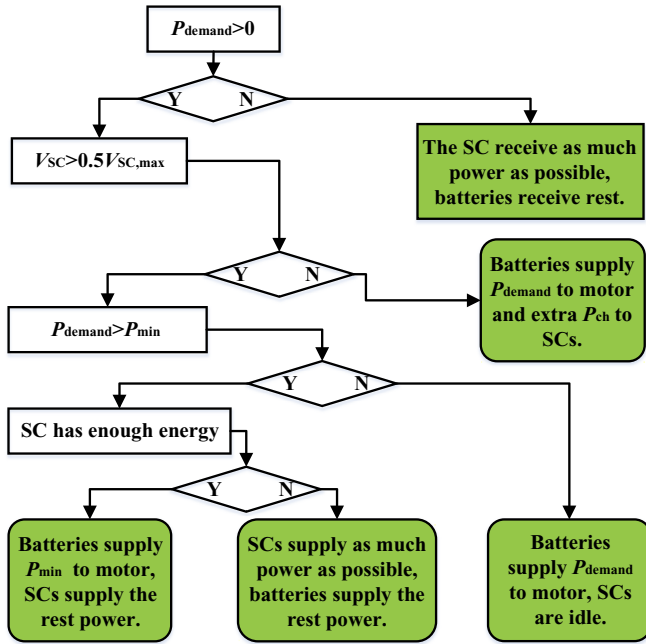 Pdemand>0
Y N
VSC>0.5VSC,max
The SC receive as much
power as possible,
batteries receive rest.
Y N
Batteries supply
Pdemand to motor
and extra Pch to
SCs.
Pdemand>Pmin
Y N
SC has enough energy
Y N
Batteries supply
Pmin to motor,
SCs supply the
rest power.
SCs supply as much
power as possible,
batteries supply the
rest power.
Batteries
supply Pdemand
to motor, SCs
are idle.